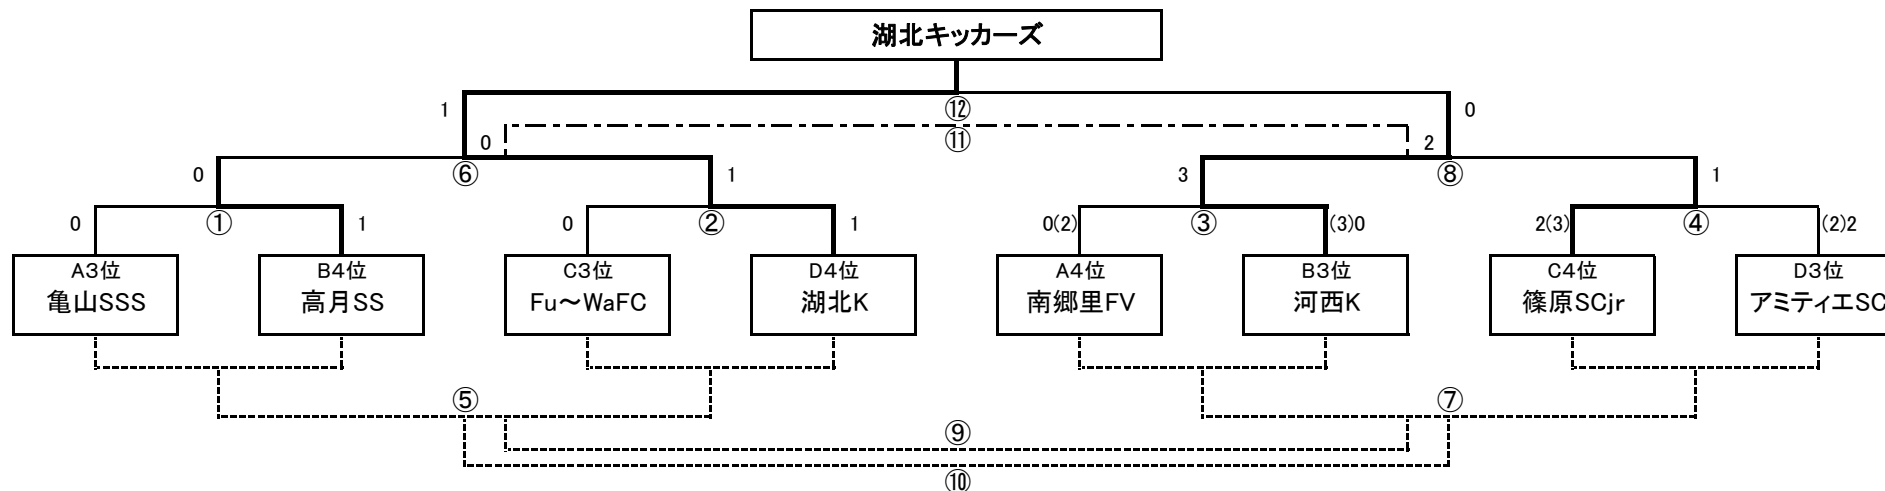 湖北キッカーズ
1 ⑫ 0
0 ⑪ 2
0 ⑥ 1 3 ⑧ 1
0 ① 1 0 ② 1 0(2) ③ (3)0 2(3) ④ (2)2
A3位 B4位 C3位 D4位 A4位 B3位 C4位 D3位
亀山SSS 高月SS Fu～WaFC 湖北K 南郷里FV 河西K 篠原SCjr アミティエSC
⑤ ⑦
⑨
⑩